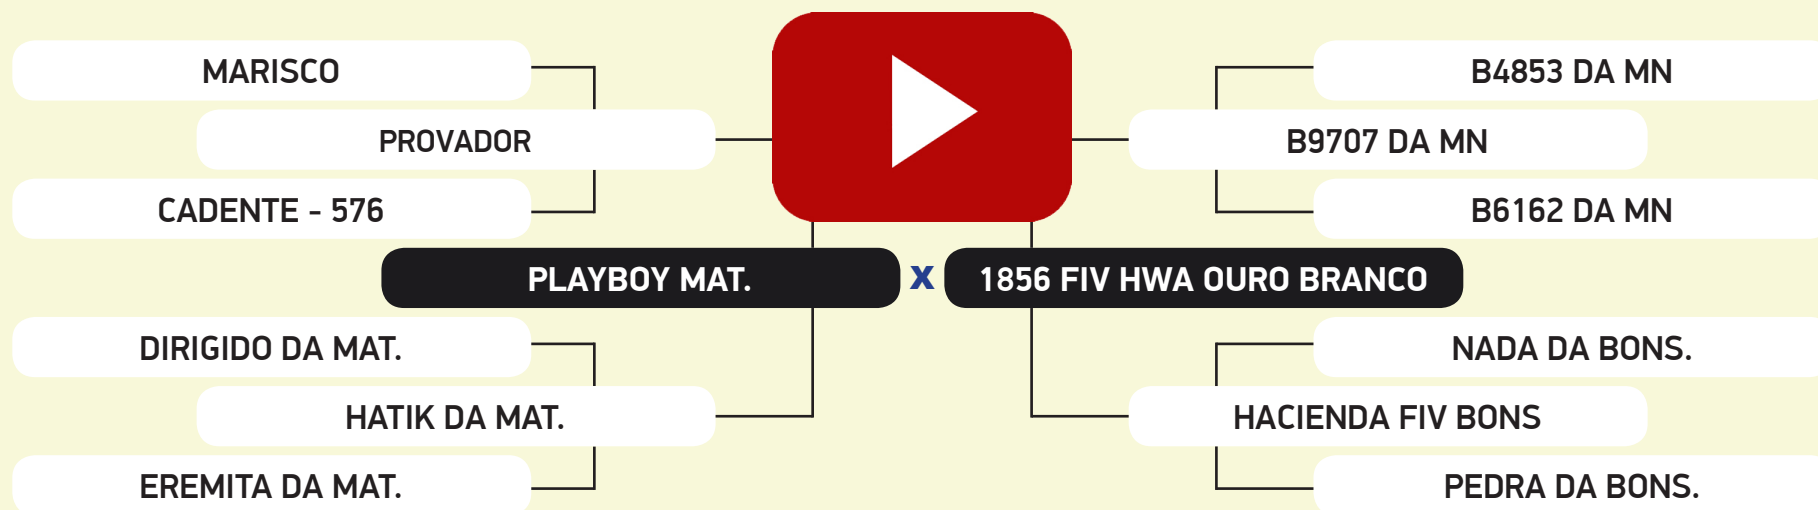 MARISCO
B4853 DA MN
PROVADOR
B9707 DA MN
CADENTE - 576
B6162 DA MN
PLAYBOY MAT. X 1856 FIV HWA OURO BRANCO
DIRIGIDO DA MAT.
NADA DA BONS.
HATIK DA MAT.
HACIENDA FIV BONS
EREMITA DA MAT.
PEDRA DA BONS.